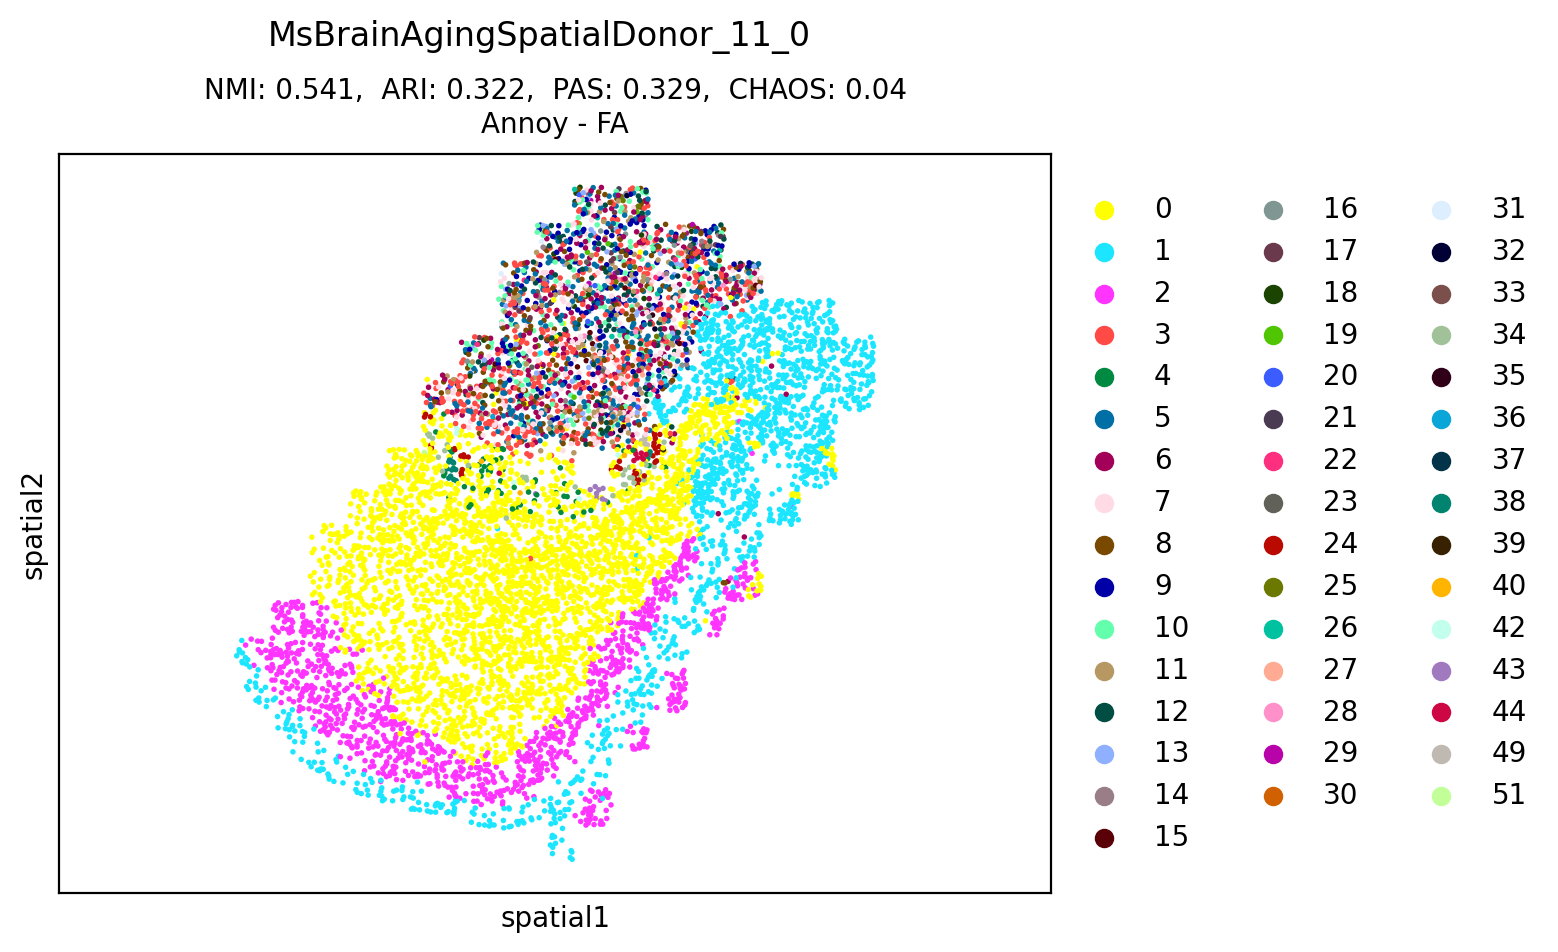 MsBrainAgingSpatialDonor_11_0
NMI: 0.541,  ARI: 0.322,  PAS: 0.329,  CHAOS: 0.04
Annoy - FA
spatial2
spatial1
0 16 31
1 17 32
2 18 33
3 19 34
4 20 35
5 21 36
6 22 37
7 23 38
8 24 39
9 25 40
10 26 42
11 27 43
12 28 44
13 29 49
14 30 51
15